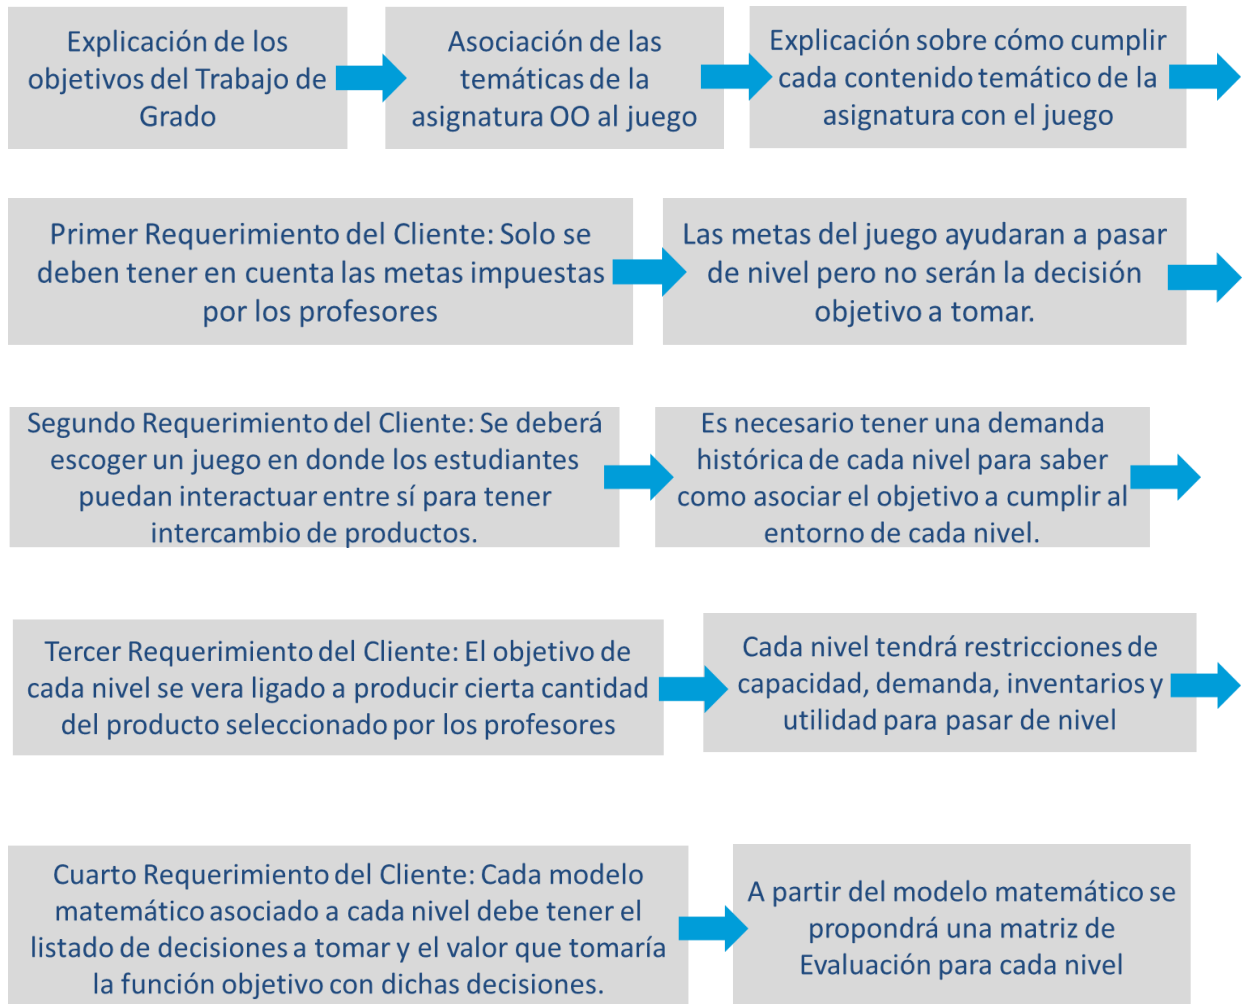 Explicación de los
objetivos del Trabajo de
Grado
Asociación de las
temáticas de la
asignatura OO al juego
Explicación sobre cómo cumplir
cada contenido temático de la
asignatura con el juego
Primer Requerimiento del Cliente: Solo se
deben tener en cuenta las metas impuestas
por los profesores
Las metas del juego ayudaran a pasar
de nivel pero no serán la decisión
objetivo a tomar.
Segundo Requerimiento del Cliente: Se deberá
escoger un juego en donde los estudiantes
puedan interactuar entre sí para tener
intercambio de productos.
Es necesario tener una demanda
histórica de cada nivel para saber
como asociar el objetivo a cumplir al
entorno de cada nivel.
Tercer Requerimiento del Cliente: El objetivo de
cada nivel se vera ligado a producir cierta cantidad
del producto seleccionado por los profesores
Cada nivel tendrá restricciones de
capacidad, demanda, inventarios y
utilidad para pasar de nivel
Cuarto Requerimiento del Cliente: Cada modelo
matemático asociado a cada nivel debe tener el
listado de decisiones a tomar y el valor que tomaría
la función objetivo con dichas decisiones.
A partir del modelo matemático se
propondrá una matriz de
Evaluación para cada nivel